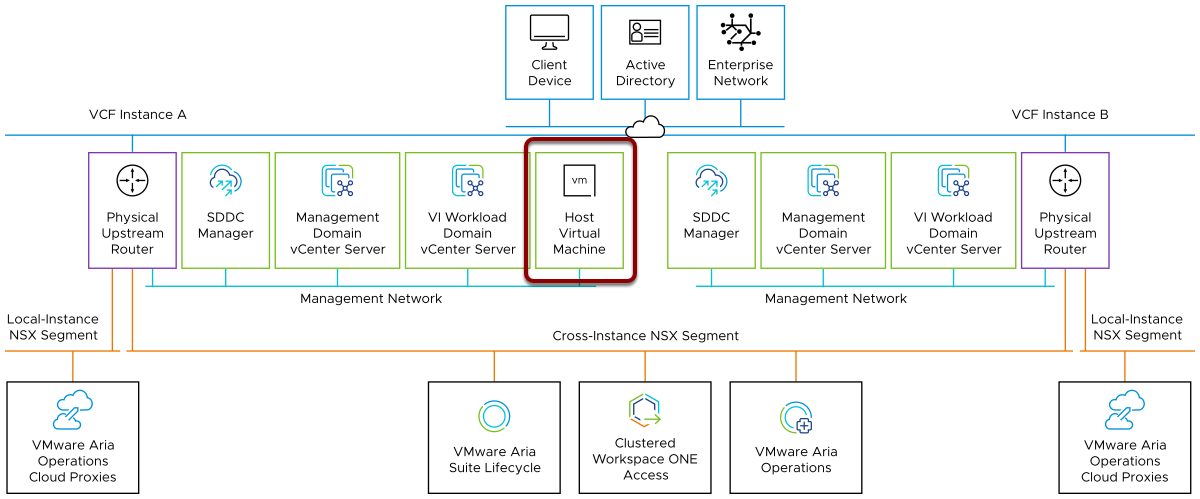 Client
Device
Active
Directory
Enterprise
Network
VCF Instance A
VCF Instance B
Physical
Upstream
Router
SDDC
Manager
Management
Domain
vCenter Server
VI Workload
Domain
vCenter Server
vm
Host
Virtual
Machine
SDDC
Manager
Management
Domain
vCenter Server
VI Workload
Domain
vCenter Server
Physical
Upstream
Router
Management Network
Management Network
Local-Instance
NSX Segment
Cross-Instance NSX Segment
Local-Instance
NSX Segment
VMware Aria
Operations
Cloud Proxies
VMware Aria
Suite Lifecycle
Clustered
Workspace ONE
Access
VMware Aria
Operations
VMware Aria
Operations
Cloud Proxies